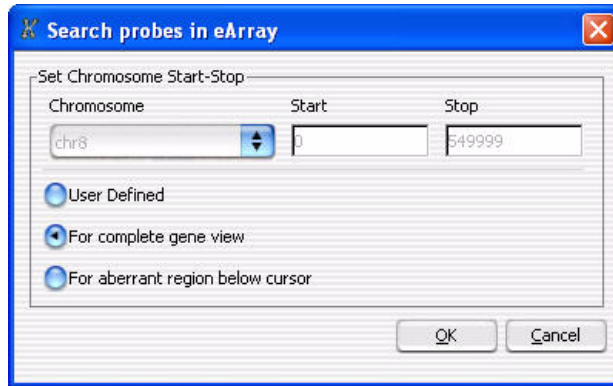 Search probes in eArray
Set Chromosome Start-Stop
Chromosome Start Stop
chr8 0 549999
User Defined
For complete gene view
For aberrant region below cursor
OK Cancel